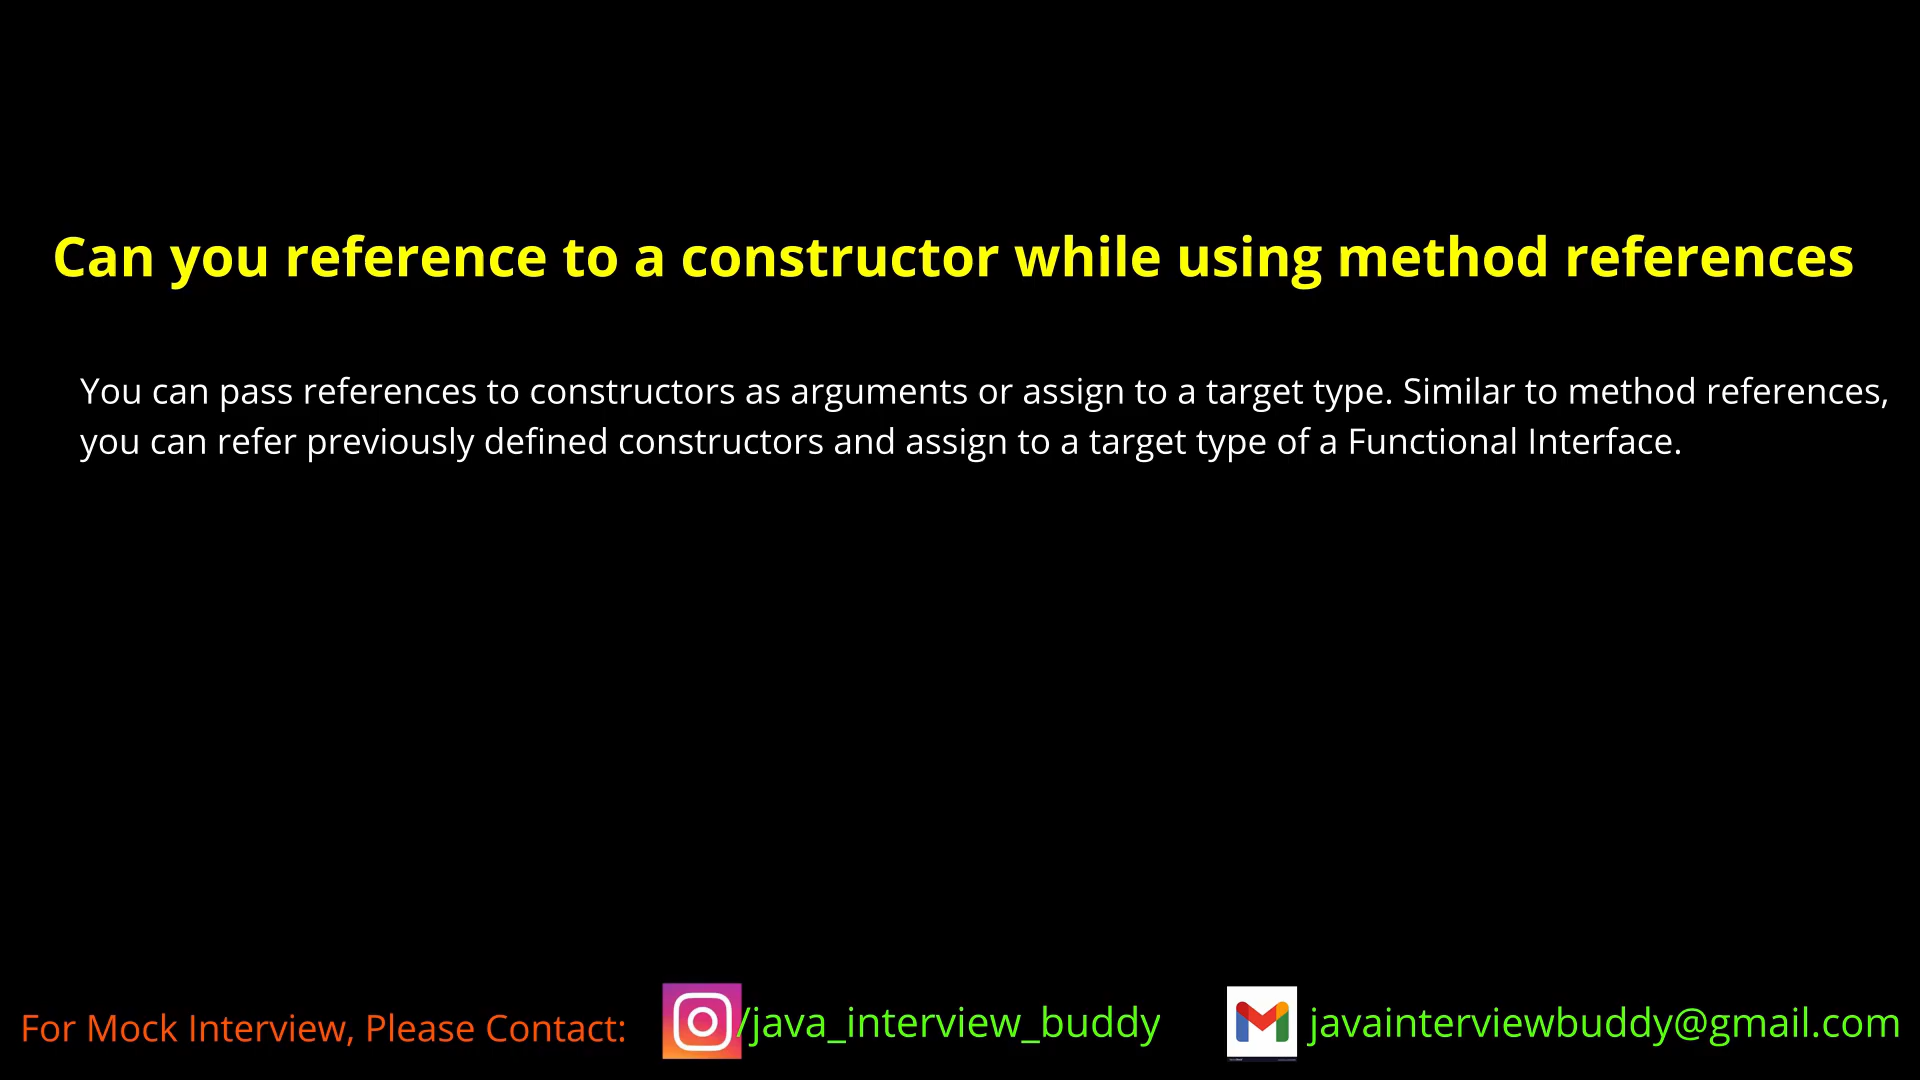 Can you reference to a constructor while using method references
You can pass references to constructors as arguments or assign to a target type. Similar to method references,
you can refer previously defined constructors and assign to a target type of a Functional Interface.
For Mock Interview, Please Contact: /java_interview_buddy javainterviewbuddy@gmail.com